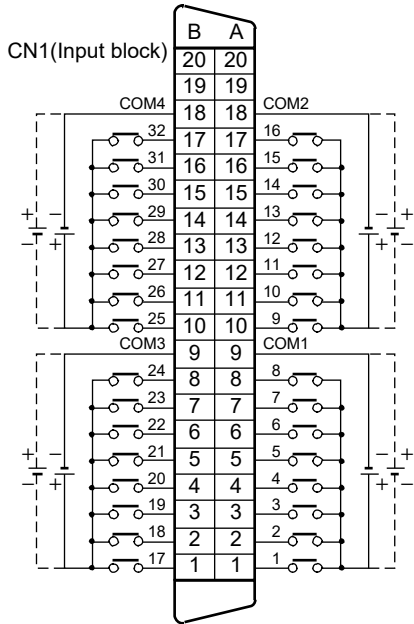 B A
CN1(Input block)
20 20
19 19
COM4 18 18 COM2
32 17 17 16
31 16 16 15
30 15 15 14
+ − 29 14 14 13 − +
− + 28 13 13 12 + −
27 12 12 11
26 11 11 10
25 10 10 9
COM3 9 9 COM1
24 8 8 8
23 7 7 7
22 6 6 6
+ − 21 5 5 5 − +
− + 20 4 4 4 + −
19 3 3 3
18 2 2 2
17 1 1 1